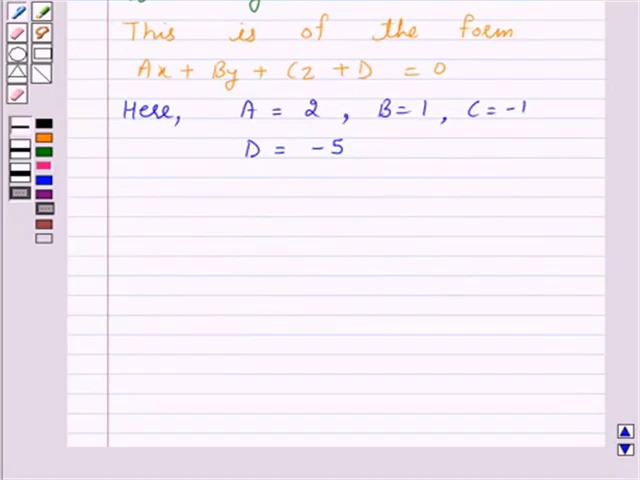 This is of the form
Ax + By + Cz + D = 0
Here, A = 2 , B = 1 , C = -1
D = -5